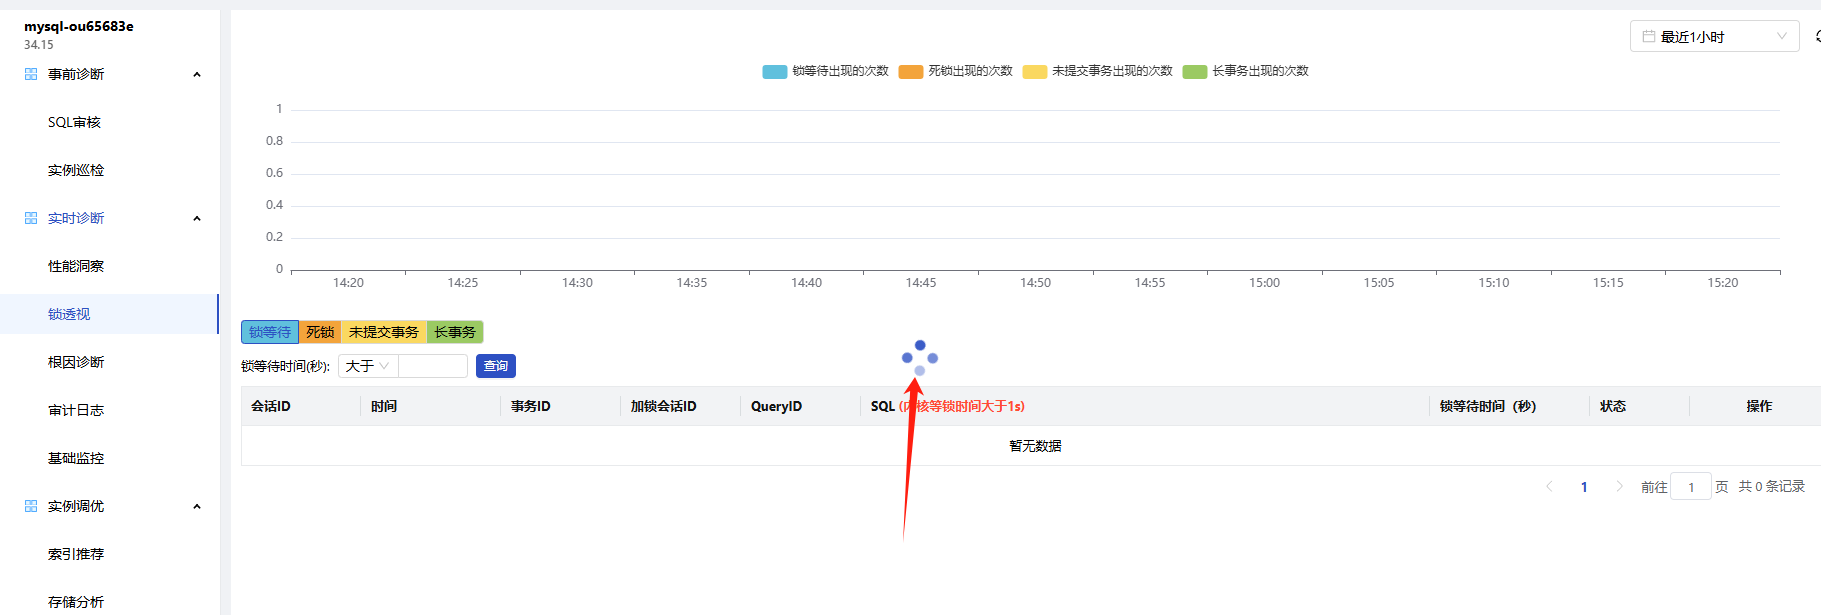 mysql-ou65683e
34.15
事前诊断
SQL审核
实例巡检
实时诊断
性能洞察
锁透视
根因诊断
审计日志
基础监控
实例调优
索引推荐
存储分析
最近1小时
锁等待出现的次数 死锁出现的次数 未提交事务出现的次数 长事务出现的次数
1
0.8
0.6
0.4
0.2
0
14:20 14:25 14:30 14:35 14:40 14:45 14:50 14:55 15:00 15:05 15:10 15:15 15:20
锁等待 死锁 未提交事务 长事务
锁等待时间(秒): 大于 查询
会话ID 时间 事务ID 加锁会话ID QueryID SQL (内核等锁时间大于1s) 锁等待时间（秒） 状态 操作
暂无数据
1 前往 1 页 共 0 条记录